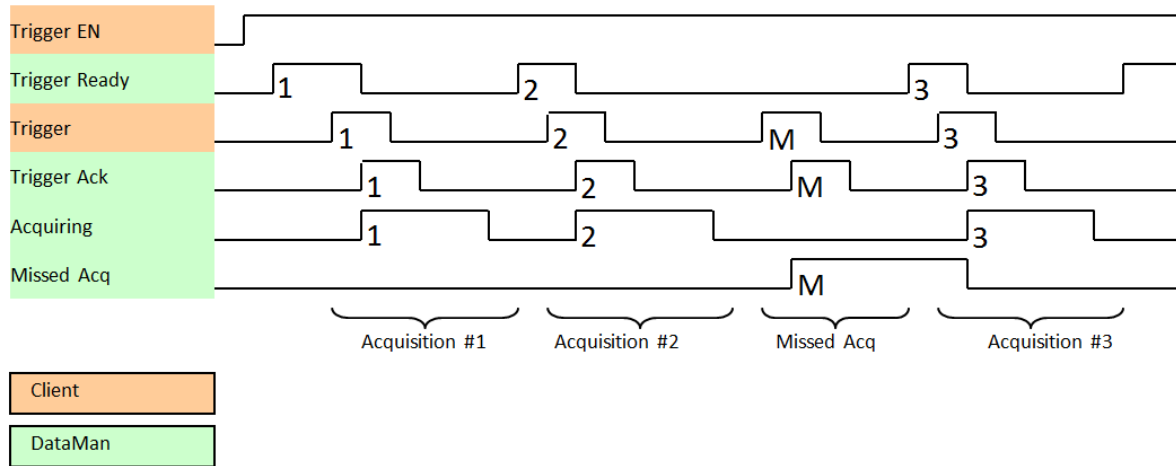 Trigger EN
Trigger Ready
1 2 3
Trigger
1 2 M 3
Trigger Ack
1 2 M 3
Acquiring
1 2 3
Missed Acq
M
Acquisition #1 Acquisition #2 Missed Acq Acquisition #3
Client
DataMan